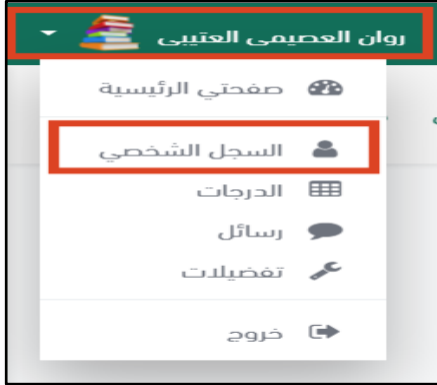 روان العصيمى العتيبى
صفحتي الرئيسية
السجل الشخصي
الدرجات
رسائل
تفضيلات
خروج